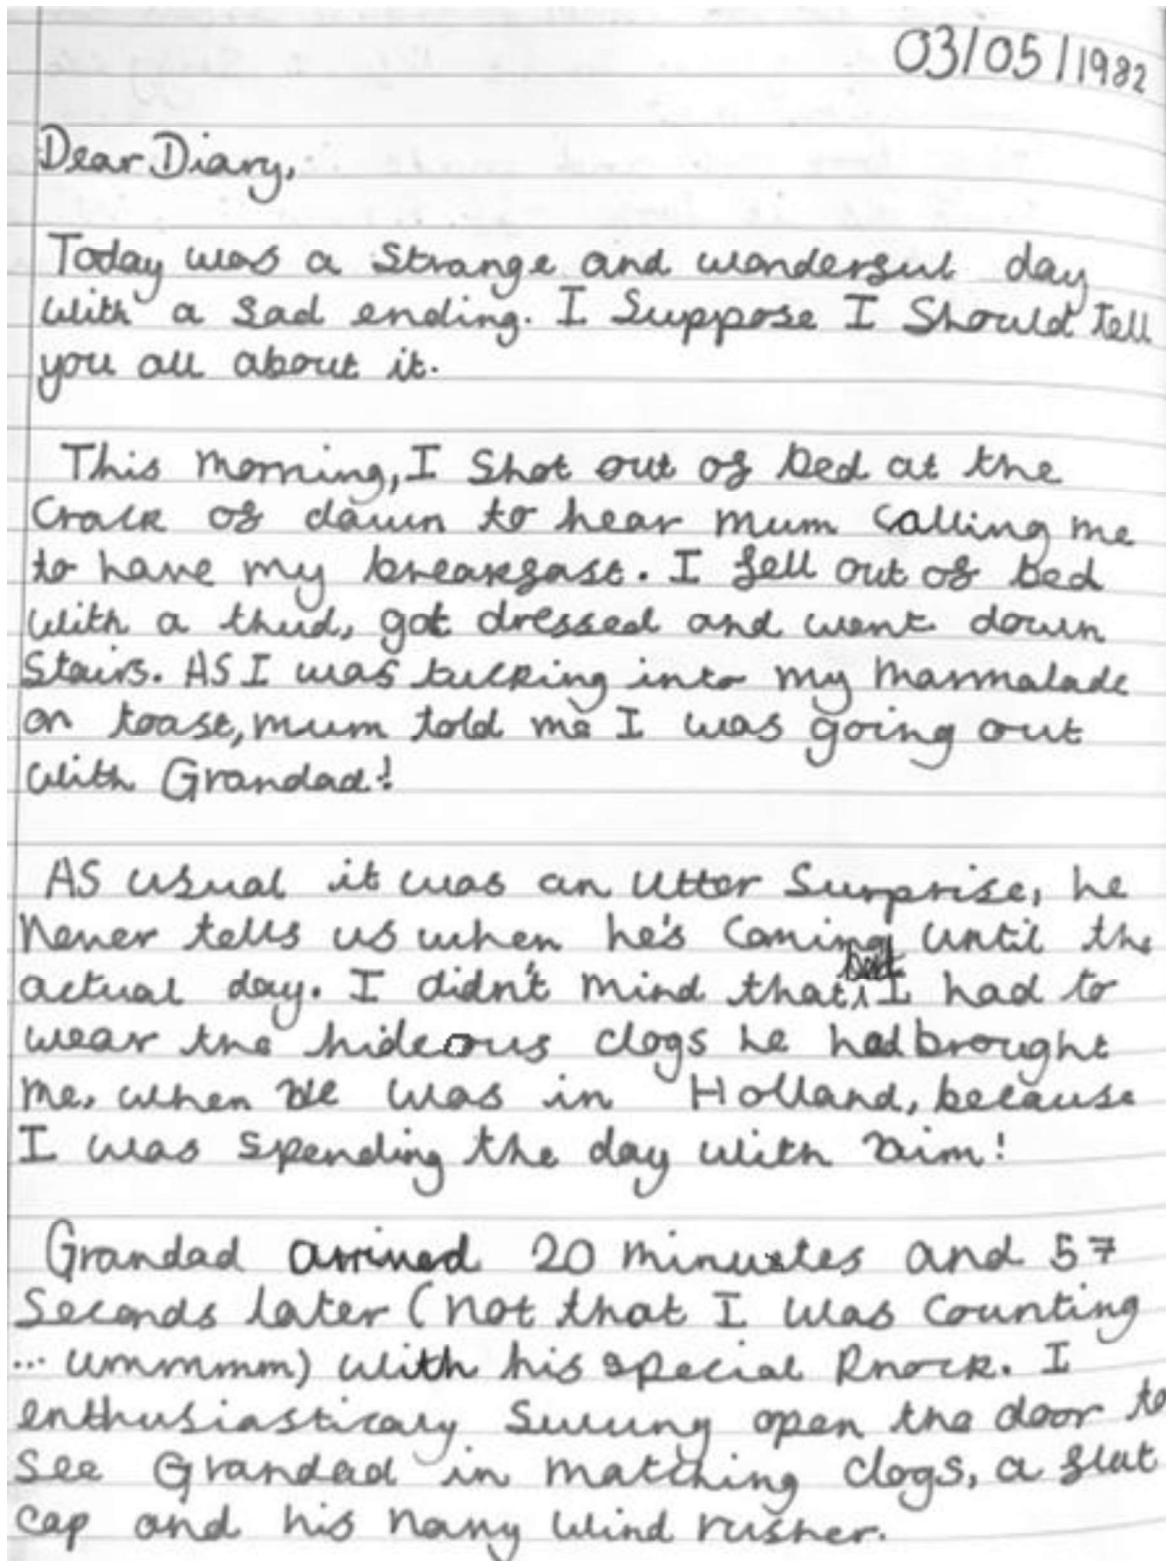 03/05/1982
Dear Diary,
Today was a strange and wonderful day
with a sad ending. I Suppose I Should tell
you all about it.
This morning, I Shot out of bed at the
Crack of dawn to hear mum calling me
to have my breakfast. I fell out of bed
with a thud, got dressed and went down
Stairs. As I was tucking into my marmalade
on toast, mum told me I was going out
with Grandad!
As usual it was an utter Surprise, he
never tells us when he's coming until the
actual day. I didn't mind that I had to
wear the hideous clogs he had brought
me, when he was in Holland, because
I was spending the day with him!
Grandad arrived 20 minutes and 57
Seconds later (not that I was counting
... ummmm) with his special knock. I
enthusiasticaly swung open the door to
see Grandad in matching clogs, a flat
cap and his navy wind rusher.